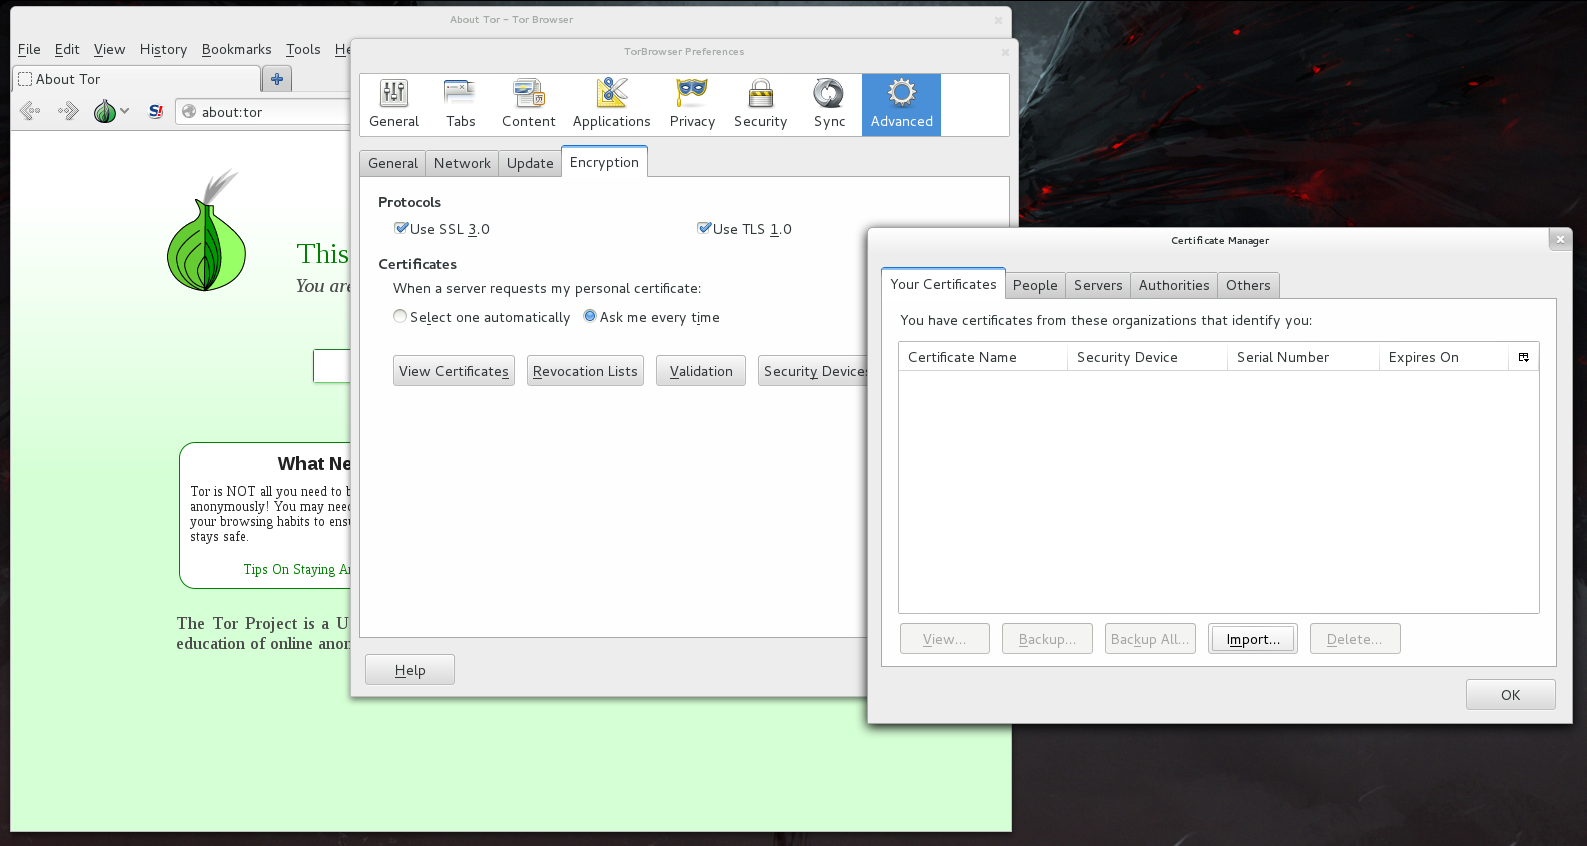 About Tor - Tor Browser
File Edit View History Bookmarks Tools He
About Tor
S!
about:tor
This
You are
What Ne
Tor is NOT all you need to b
anonymously! You may need
your browsing habits to ensu
stays safe.
Tips On Staying An
The Tor Project is a U
education of online anon
TorBrowser Preferences
General Tabs Content Applications Privacy Security Sync Advanced
General Network Update Encryption
Protocols
Use SSL 3.0 Use TLS 1.0
Certificates
When a server requests my personal certificate:
Select one automatically Ask me every time
View Certificates Revocation Lists Validation Security Devices
Help
Certificate Manager
Your Certificates People Servers Authorities Others
You have certificates from these organizations that identify you:
Certificate Name Security Device Serial Number Expires On
View... Backup... Backup All... Import... Delete...
OK